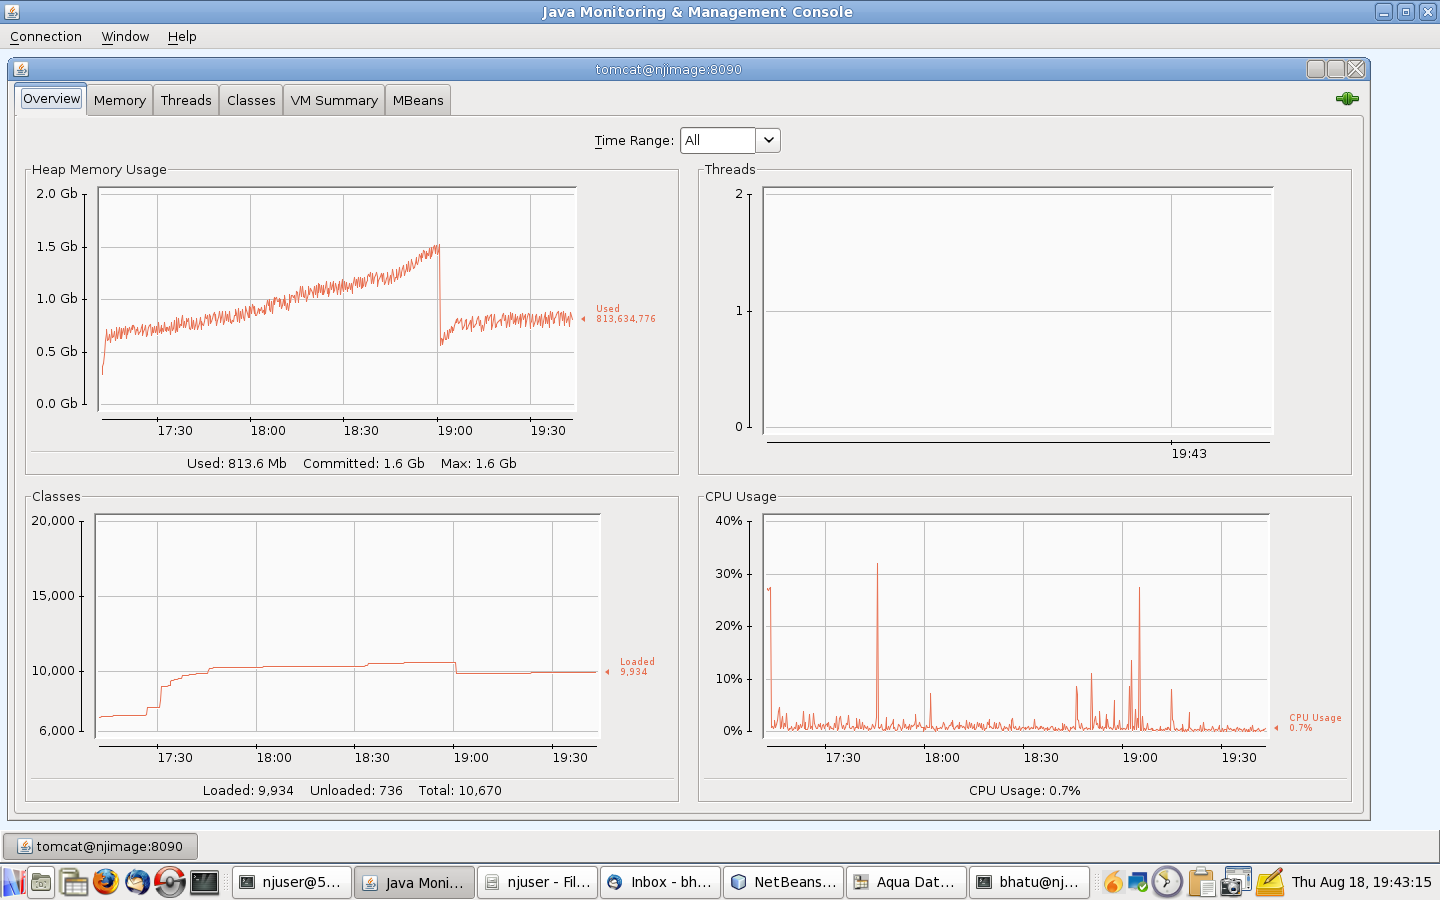 Java Monitoring & Management Console
Connection Window Help
tomcat@njimage:8090
Overview Memory Threads Classes VM Summary MBeans
Time Range: All
Heap Memory Usage
2.0 Gb
1.5 Gb
1.0 Gb
0.5 Gb
0.0 Gb
Used
813,634,776
17:30 18:00 18:30 19:00 19:30
Used: 813.6 Mb Committed: 1.6 Gb Max: 1.6 Gb
Threads
2
1
0
19:43
Classes
20,000
15,000
10,000
6,000
Loaded
9,934
17:30 18:00 18:30 19:00 19:30
Loaded: 9,934 Unloaded: 736 Total: 10,670
CPU Usage
40%
30%
20%
10%
0%
CPU Usage
0.7%
17:30 18:00 18:30 19:00 19:30
CPU Usage: 0.7%
tomcat@njimage:8090
njuser@5... Java Moni... njuser - Fil... Inbox - bh... NetBeans... Aqua Dat... bhatu@nj... Thu Aug 18, 19:43:15